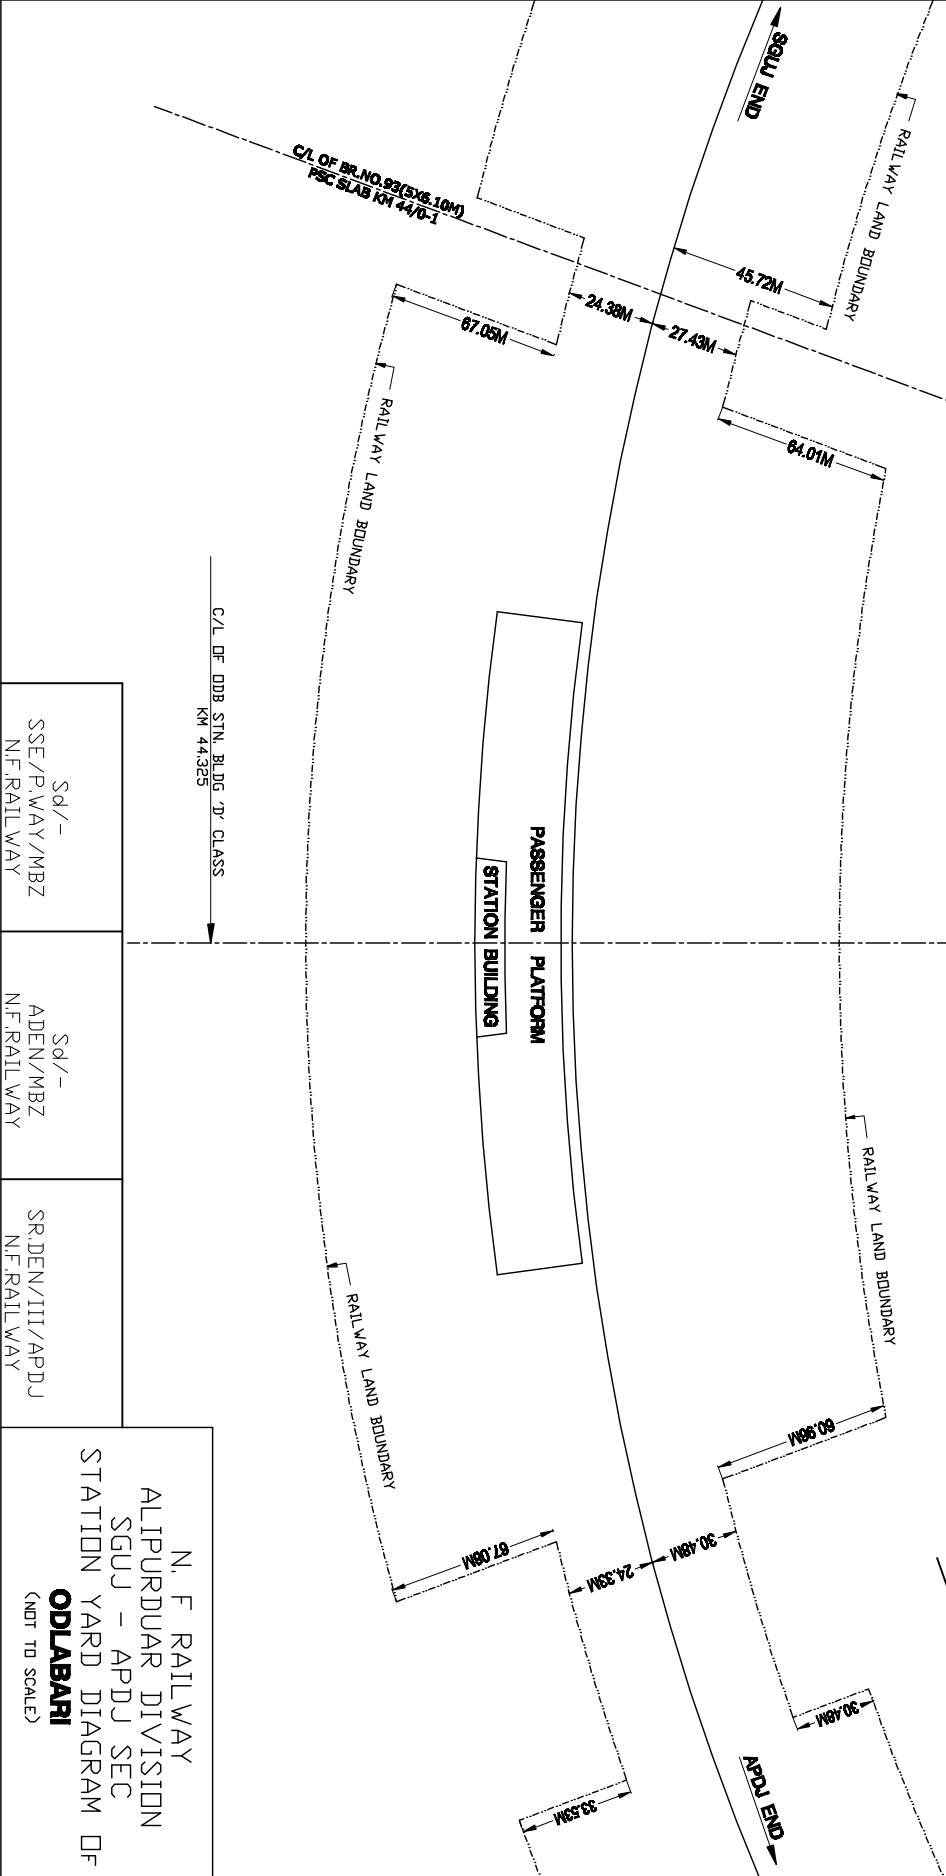 SGUJ END
RAILWAY LAND BOUNDARY
C/L OF BR.NO.93(5X6.10M)
PSC SLAB KM 44/0-1
45.72M
24.38M
27.43M
67.05M
64.01M
RAILWAY LAND BOUNDARY
C/L OF ODB STN. BLDG 'D' CLASS
KM 44.325
PASSENGER PLATFORM
STATION BUILDING
RAILWAY LAND BOUNDARY
RAILWAY LAND BOUNDARY
60.96M
67.06M
30.48M
24.33M
30.48M
33.53M
APDJ END
Sd/-
SSE/P.WAY/MBZ
N.F.RAILWAY
Sd/-
ADEN/MBZ
N.F.RAILWAY
SR.DEN/III/APDJ
N.F.RAILWAY
N. F RAILWAY
ALIPURDUAR DIVISION
SGUJ - APDJ SEC
STATION YARD DIAGRAM OF
ODLABARI
(NOT TO SCALE)